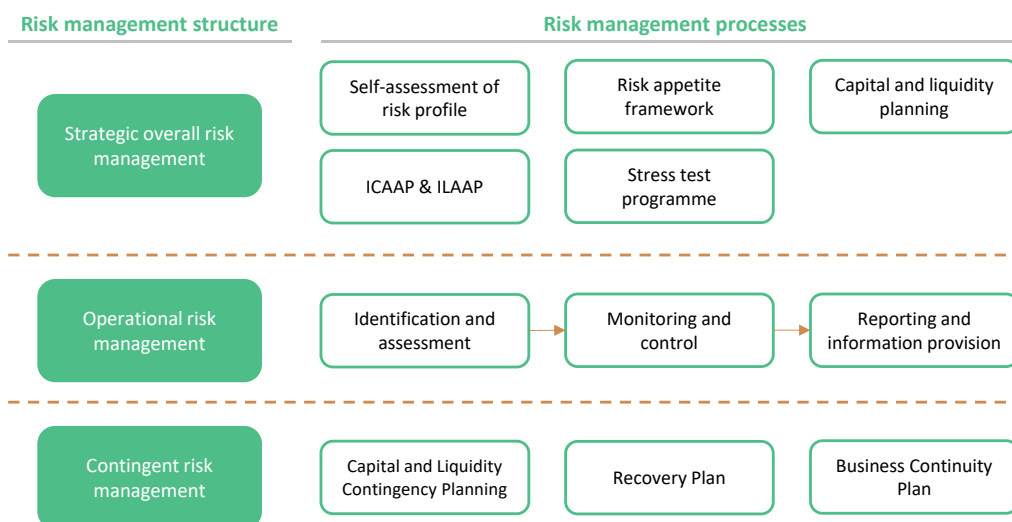 Risk management structure
Risk management processes
Strategic overall risk
management
Self-assessment of
risk profile
Risk appetite
framework
Capital and liquidity
planning
ICAAP & ILAAP
Stress test
programme
Operational risk
management
Identification and
assessment
Monitoring and
control
Reporting and
information provision
Contingent risk
management
Capital and Liquidity
Contingency Planning
Recovery Plan
Business Continuity
Plan